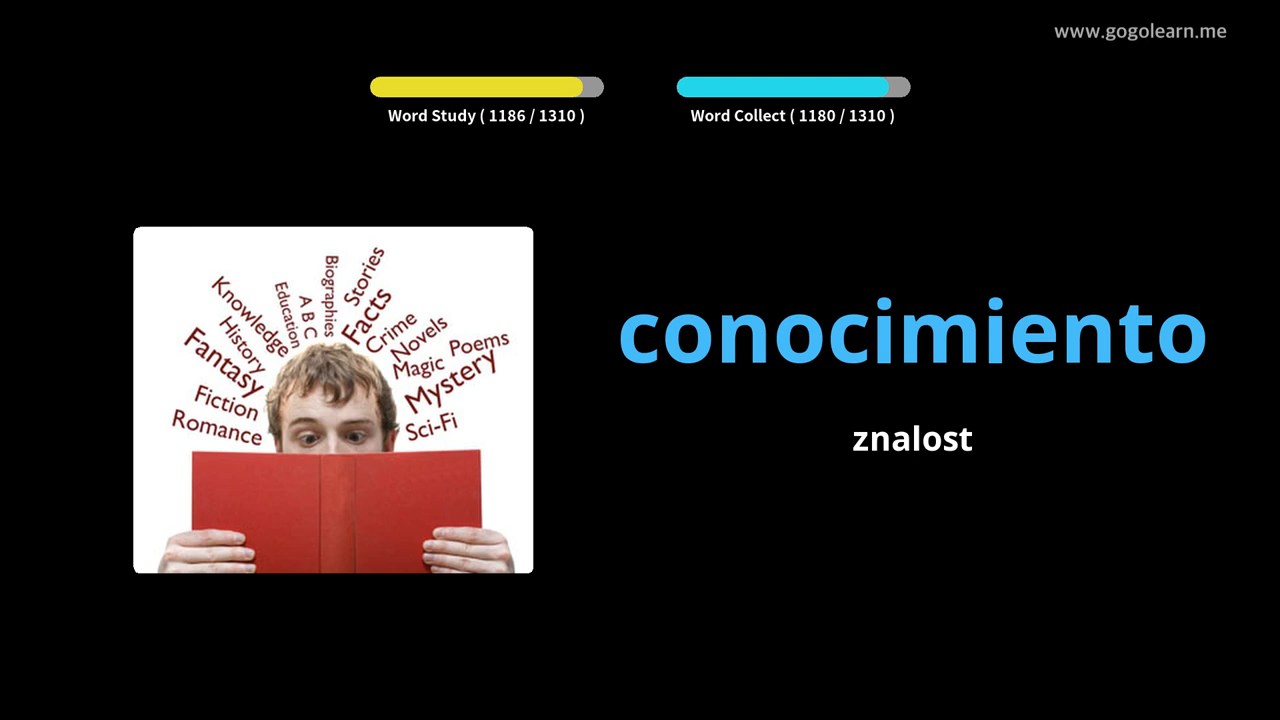 www.gogolearn.me
Word Study ( 1186 / 1310 )
Word Collect ( 1180 / 1310 )
Knowledge
Education
A B C
Biographies
Stories
Facts
Crime
Novels
Poems
History
Fantasy
Magic
Mystery
Fiction
Romance
Sci-Fi
conocimiento
znalost